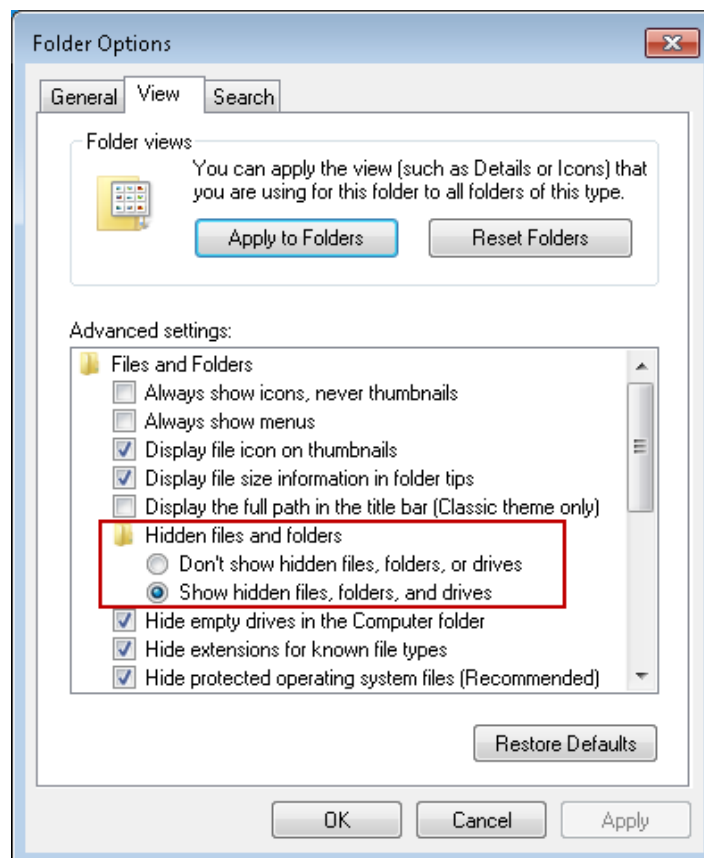 Folder Options
General View Search
Folder views
You can apply the view (such as Details or Icons) that
you are using for this folder to all folders of this type.
Apply to Folders Reset Folders
Advanced settings:
Files and Folders
Always show icons, never thumbnails
Always show menus
Display file icon on thumbnails
Display file size information in folder tips
Display the full path in the title bar (Classic theme only)
Hidden files and folders
Don't show hidden files, folders, or drives
Show hidden files, folders, and drives
Hide empty drives in the Computer folder
Hide extensions for known file types
Hide protected operating system files (Recommended)
Restore Defaults
OK Cancel Apply